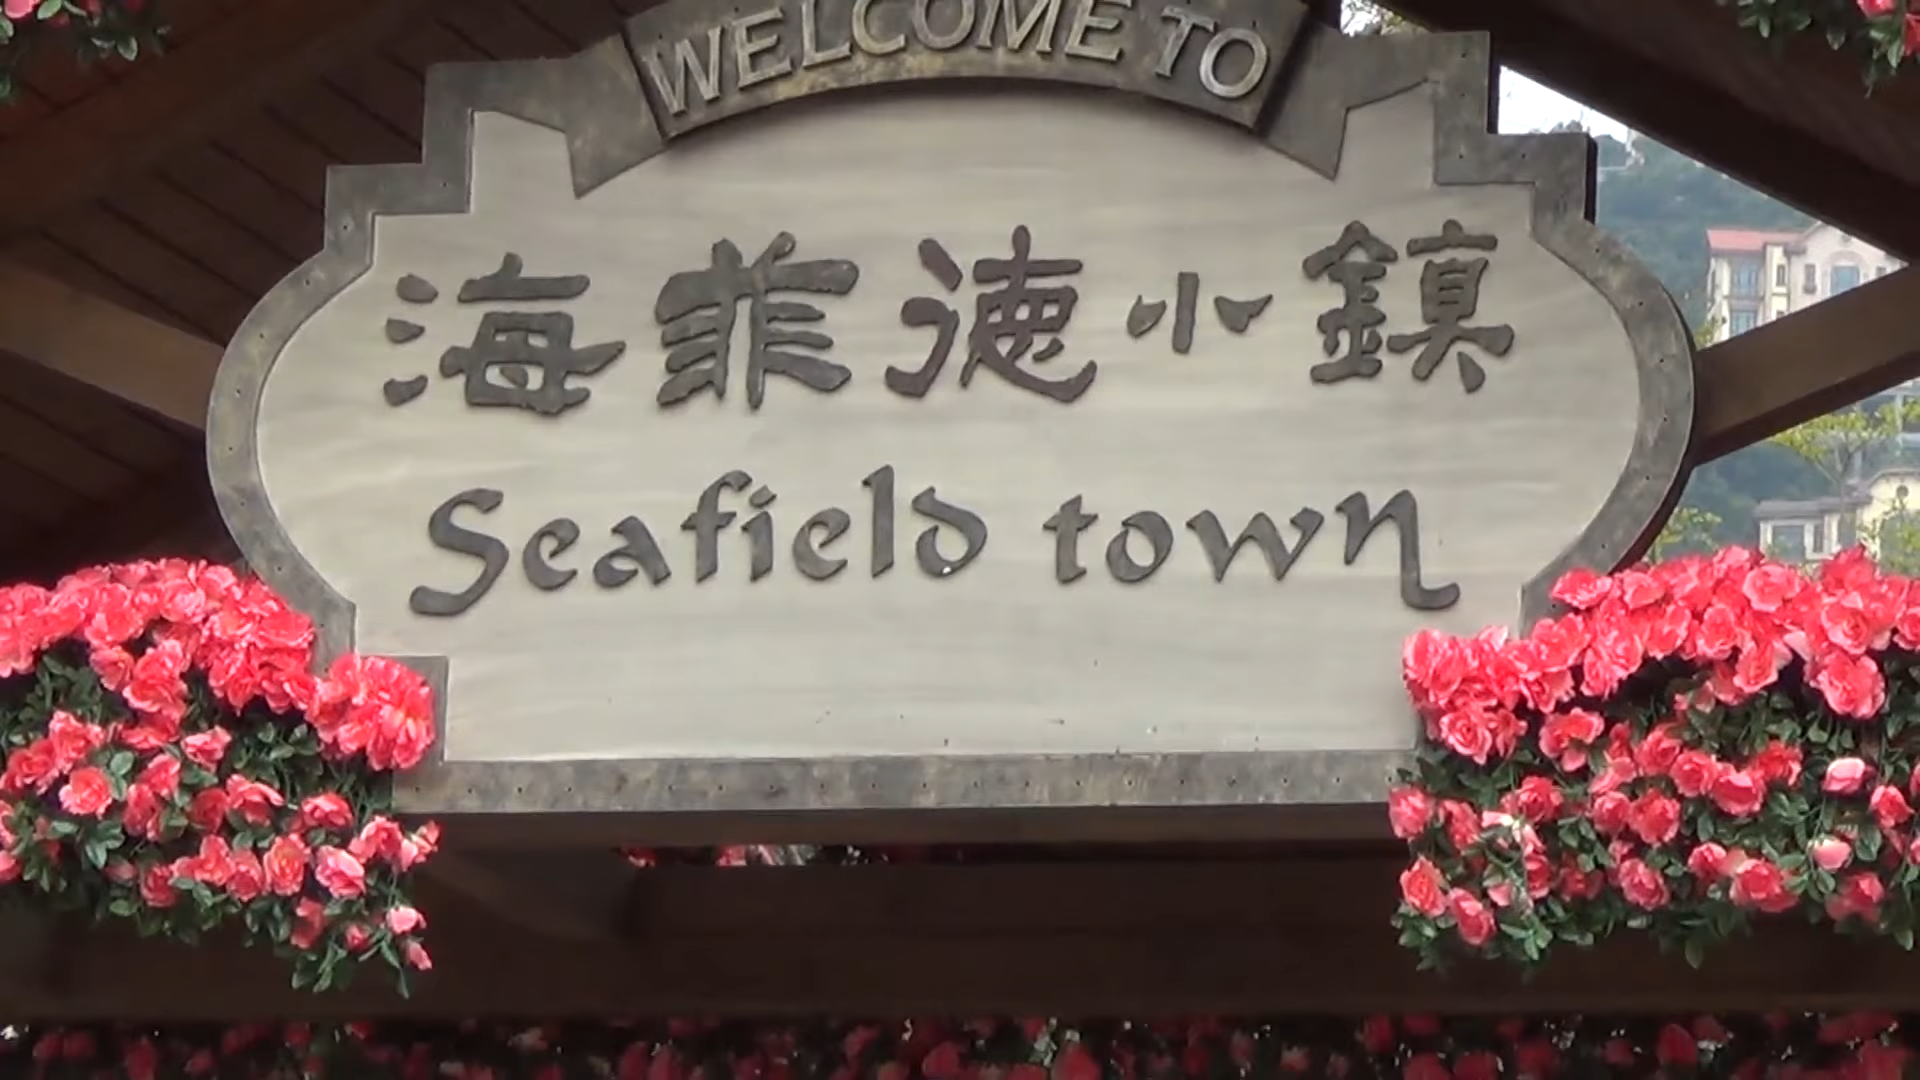 WELCOME TO
海菲德小鎮
Seafield town